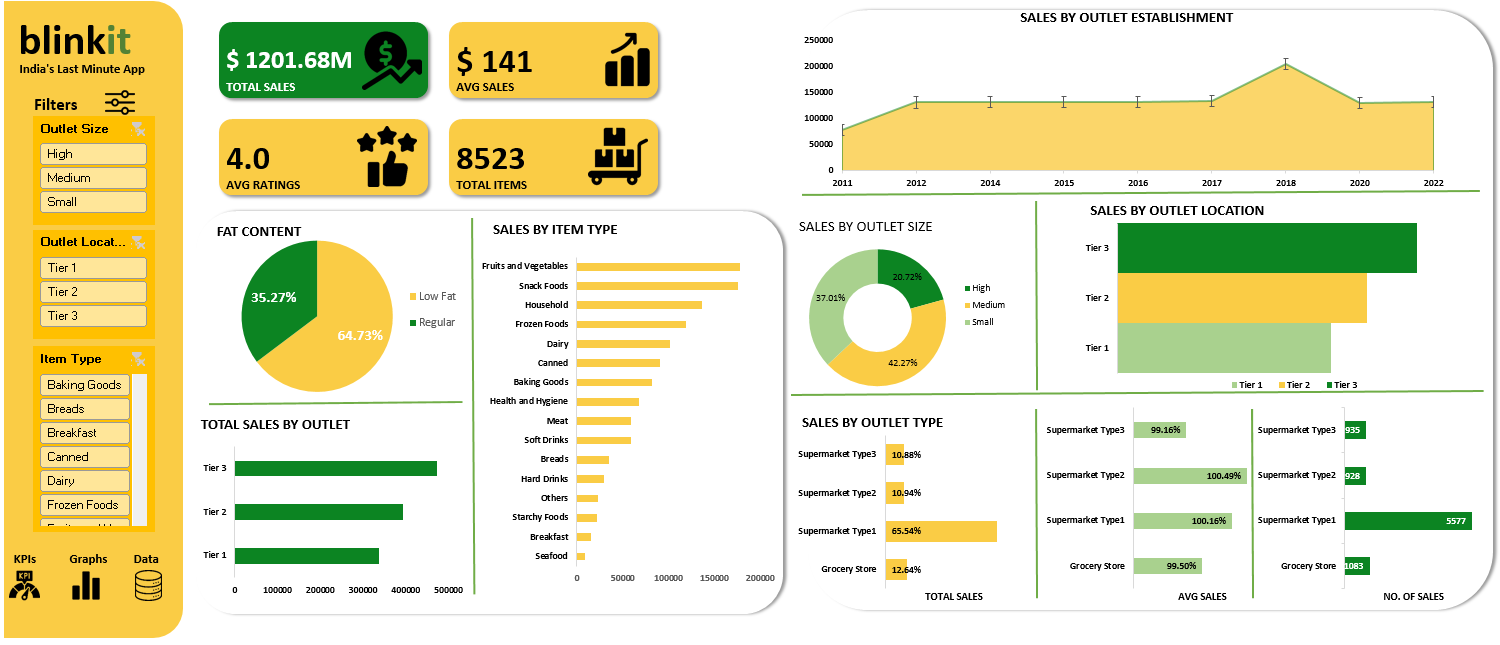 blinkit
India's Last Minute App
Filters
Outlet Size
High
Medium
Small
Outlet Locat...
Tier 1
Tier 2
Tier 3
Item Type
Baking Goods
Breads
Breakfast
Canned
Dairy
Frozen Foods
KPIs
Graphs
Data
KPI
$ 1201.68M
TOTAL SALES
$
$ 141
AVG SALES
4.0
AVG RATINGS
8523
TOTAL ITEMS
FAT CONTENT
35.27%
64.73%
Low Fat
Regular
TOTAL SALES BY OUTLET
Tier 3
Tier 2
Tier 1
0 100000 200000 300000 400000 500000
SALES BY ITEM TYPE
Fruits and Vegetables
Snack Foods
Household
Frozen Foods
Dairy
Canned
Baking Goods
Health and Hygiene
Meat
Soft Drinks
Breads
Hard Drinks
Others
Starchy Foods
Breakfast
Seafood
0 50000 100000 150000 200000
SALES BY OUTLET ESTABLISHMENT
250000
200000
150000
100000
50000
0
2011 2012 2014 2015 2016 2017 2018 2020 2022
SALES BY OUTLET SIZE
20.72%
37.01%
42.27%
High
Medium
Small
SALES BY OUTLET LOCATION
Tier 3
Tier 2
Tier 1
Tier 1 Tier 2 Tier 3
SALES BY OUTLET TYPE
Supermarket Type3 10.88%
Supermarket Type2 10.94%
Supermarket Type1 65.54%
Grocery Store 12.64%
TOTAL SALES
Supermarket Type3 99.16%
Supermarket Type2 100.49%
Supermarket Type1 100.16%
Grocery Store 99.50%
AVG SALES
Supermarket Type3 935
Supermarket Type2 928
Supermarket Type1 5577
Grocery Store 1083
NO. OF SALES